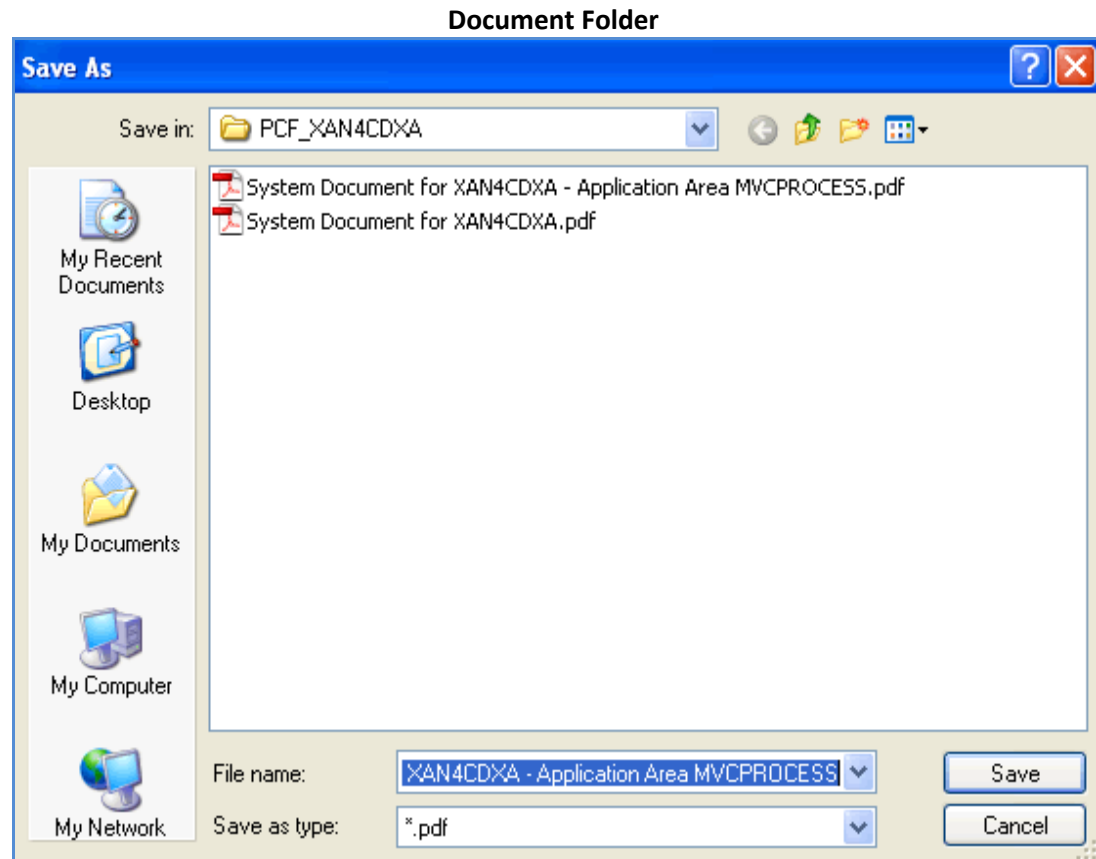 Document Folder
Save As
Save in:
PCF_XAN4CDXA
System Document for XAN4CDXA - Application Area MVCPROCESS.pdf
System Document for XAN4CDXA.pdf
My Recent
Documents
Desktop
My Documents
My Computer
My Network
File name:
XAN4CDXA - Application Area MVCPROCESS
Save
Save as type:
*.pdf
Cancel